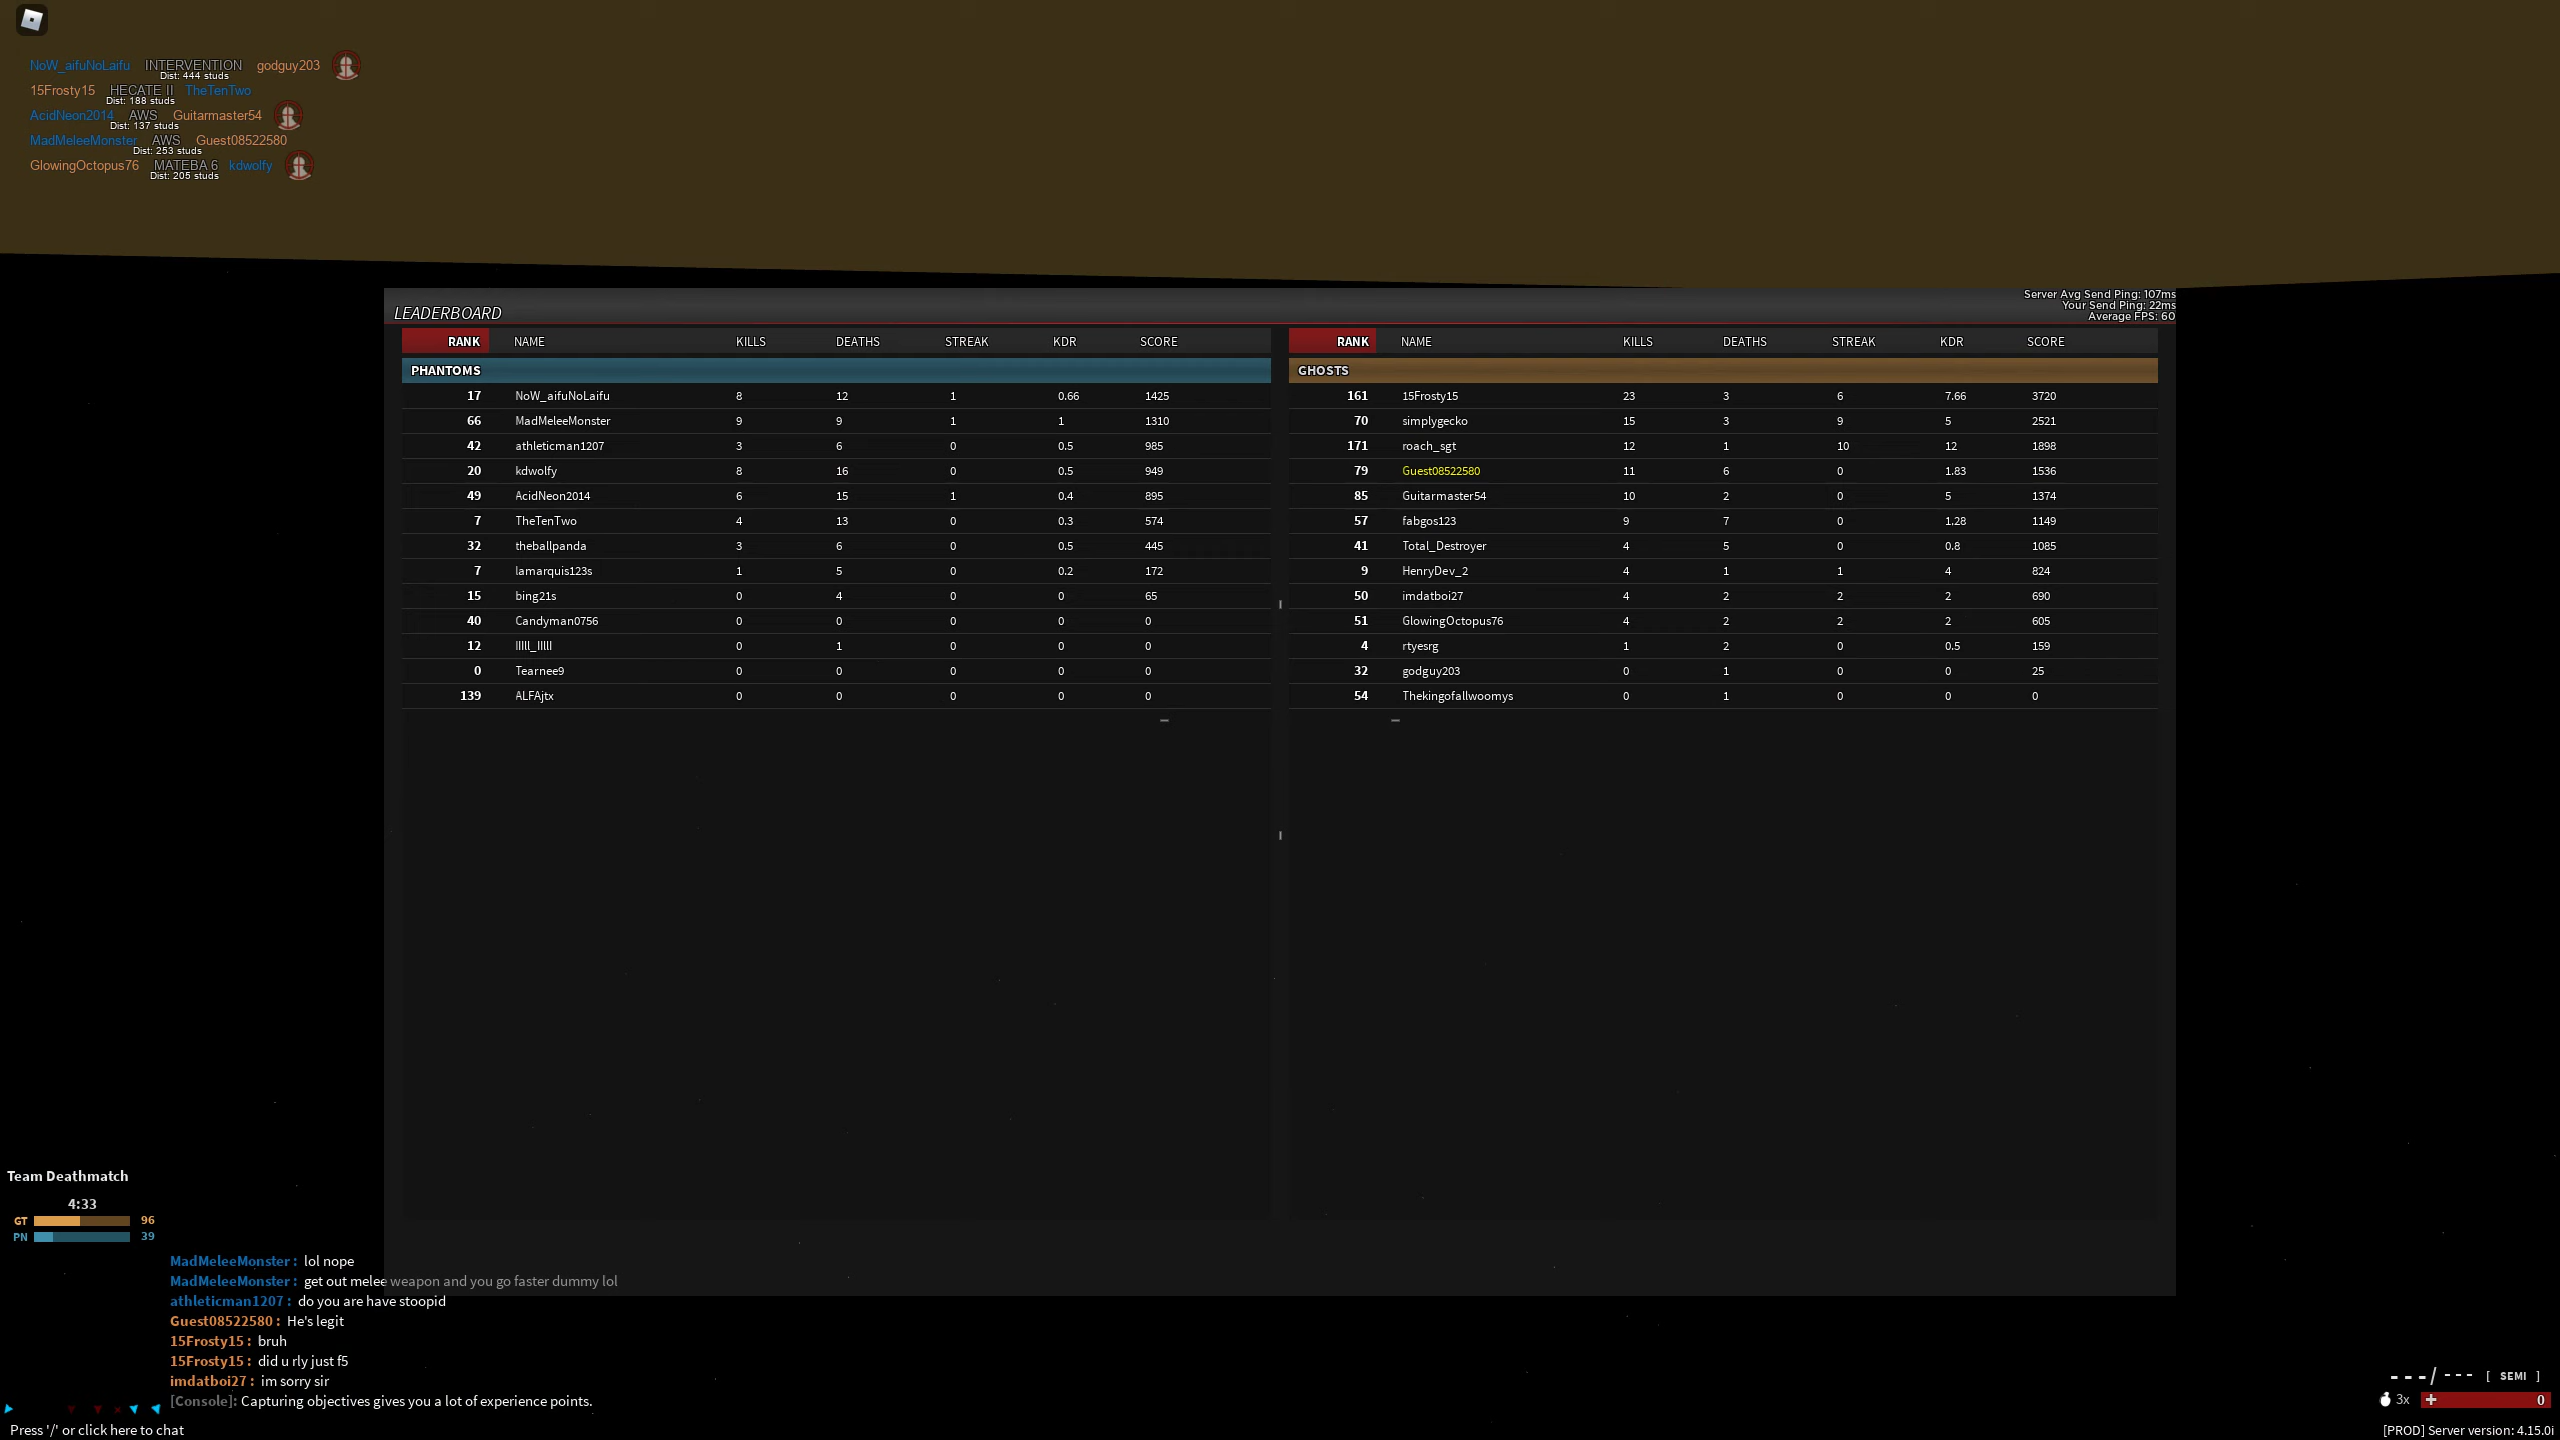 NoW_aifuNoLaifu INTERVENTION godguy203
Dist: 444 studs
15Frosty15 HECATE II TheTenTwo
Dist: 188 studs
AcidNeon2014 AWS Guitarmaster54
Dist: 137 studs
MadMeleeMonster AWS Guest08522580
Dist: 253 studs
GlowingOctopus76 MATEBA 6 kdwolfy
Dist: 205 studs
Server Avg Send Ping: 107ms
Your Send Ping: 22ms
Average FPS: 60
LEADERBOARD
RANK NAME KILLS DEATHS STREAK KDR SCORE
PHANTOMS
17 NoW_aifuNoLaifu 8 12 1 0.66 1425
66 MadMeleeMonster 9 9 1 1 1310
42 athleticman1207 3 6 0 0.5 985
20 kdwolfy 8 16 0 0.5 949
49 AcidNeon2014 6 15 1 0.4 895
7 TheTenTwo 4 13 0 0.3 574
32 theballpanda 3 6 0 0.5 445
7 lamarquis123s 1 5 0 0.2 172
15 bing21s 0 4 0 0 65
40 Candyman0756 0 0 0 0 0
12 0 1 0 0 0
0 Tearnee9 0 0 0 0 0
139 ALFAjtx 0 0 0 0 0
RANK NAME KILLS DEATHS STREAK KDR SCORE
GHOSTS
161 15Frosty15 23 3 6 7.66 3720
70 simplygecko 15 3 9 5 2521
171 roach_sgt 12 1 10 12 1898
79 Guest08522580 11 6 0 1.83 1536
85 Guitarmaster54 10 2 0 5 1374
57 fabgos123 9 7 0 1.28 1149
41 Total_Destroyer 4 5 0 0.8 1085
9 HenryDev_2 4 1 1 4 824
50 imdatboi27 4 2 2 2 690
51 GlowingOctopus76 4 2 2 2 605
4 rtyesrg 1 2 0 0.5 159
32 godguy203 0 1 0 0 25
54 Thekingofallwoomys 0 1 0 0 0
Team Deathmatch
4:33
GT 96
PN 39
MadMeleeMonster : lol nope
MadMeleeMonster : get out melee weapon and you go faster dummy lol
athleticman1207 : do you are have stoopid
Guest08522580 : He's legit
15Frosty15 : bruh
15Frosty15 : did u rly just f5
imdatboi27 : im sorry sir
[Console]: Capturing objectives gives you a lot of experience points.
Press '/' or click here to chat
---/--- [ SEMI ]
3x + 0
[PROD] Server version: 4.15.0i